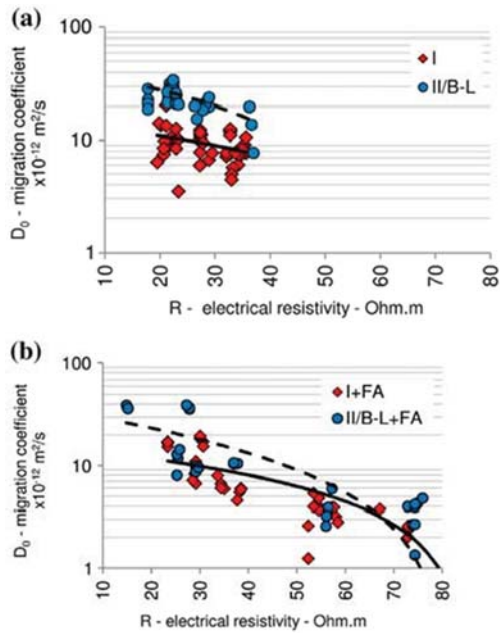 (a)
100
10
1
D₀ - migration coefficient
x10⁻¹² m²/s
I
II/B-L
10 20 30 40 50 60 70 80
R - electrical resistivity - Ohm.m
(b)
100
10
1
D₀ - migration coefficient
x10⁻¹² m²/s
I+FA
II/B-L+FA
10 20 30 40 50 60 70 80
R - electrical resistivity - Ohm.m